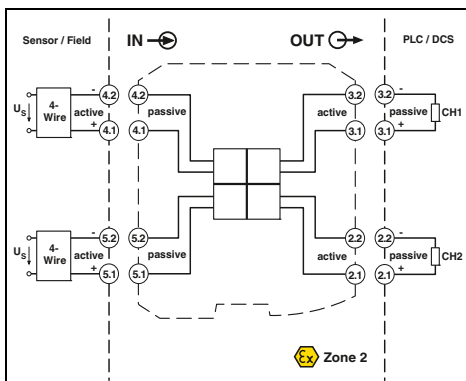 Sensor / Field IN OUT PLC / DCS
U_S 4-Wire - active + 4.2 4.1 4.2 passive 4.1 3.2 active 3.1 3.2 - passive + 3.1 CH1
U_S 4-Wire - active + 5.2 5.1 5.2 passive 5.1 2.2 active 2.1 2.2 - passive + 2.1 CH2
Ex Zone 2